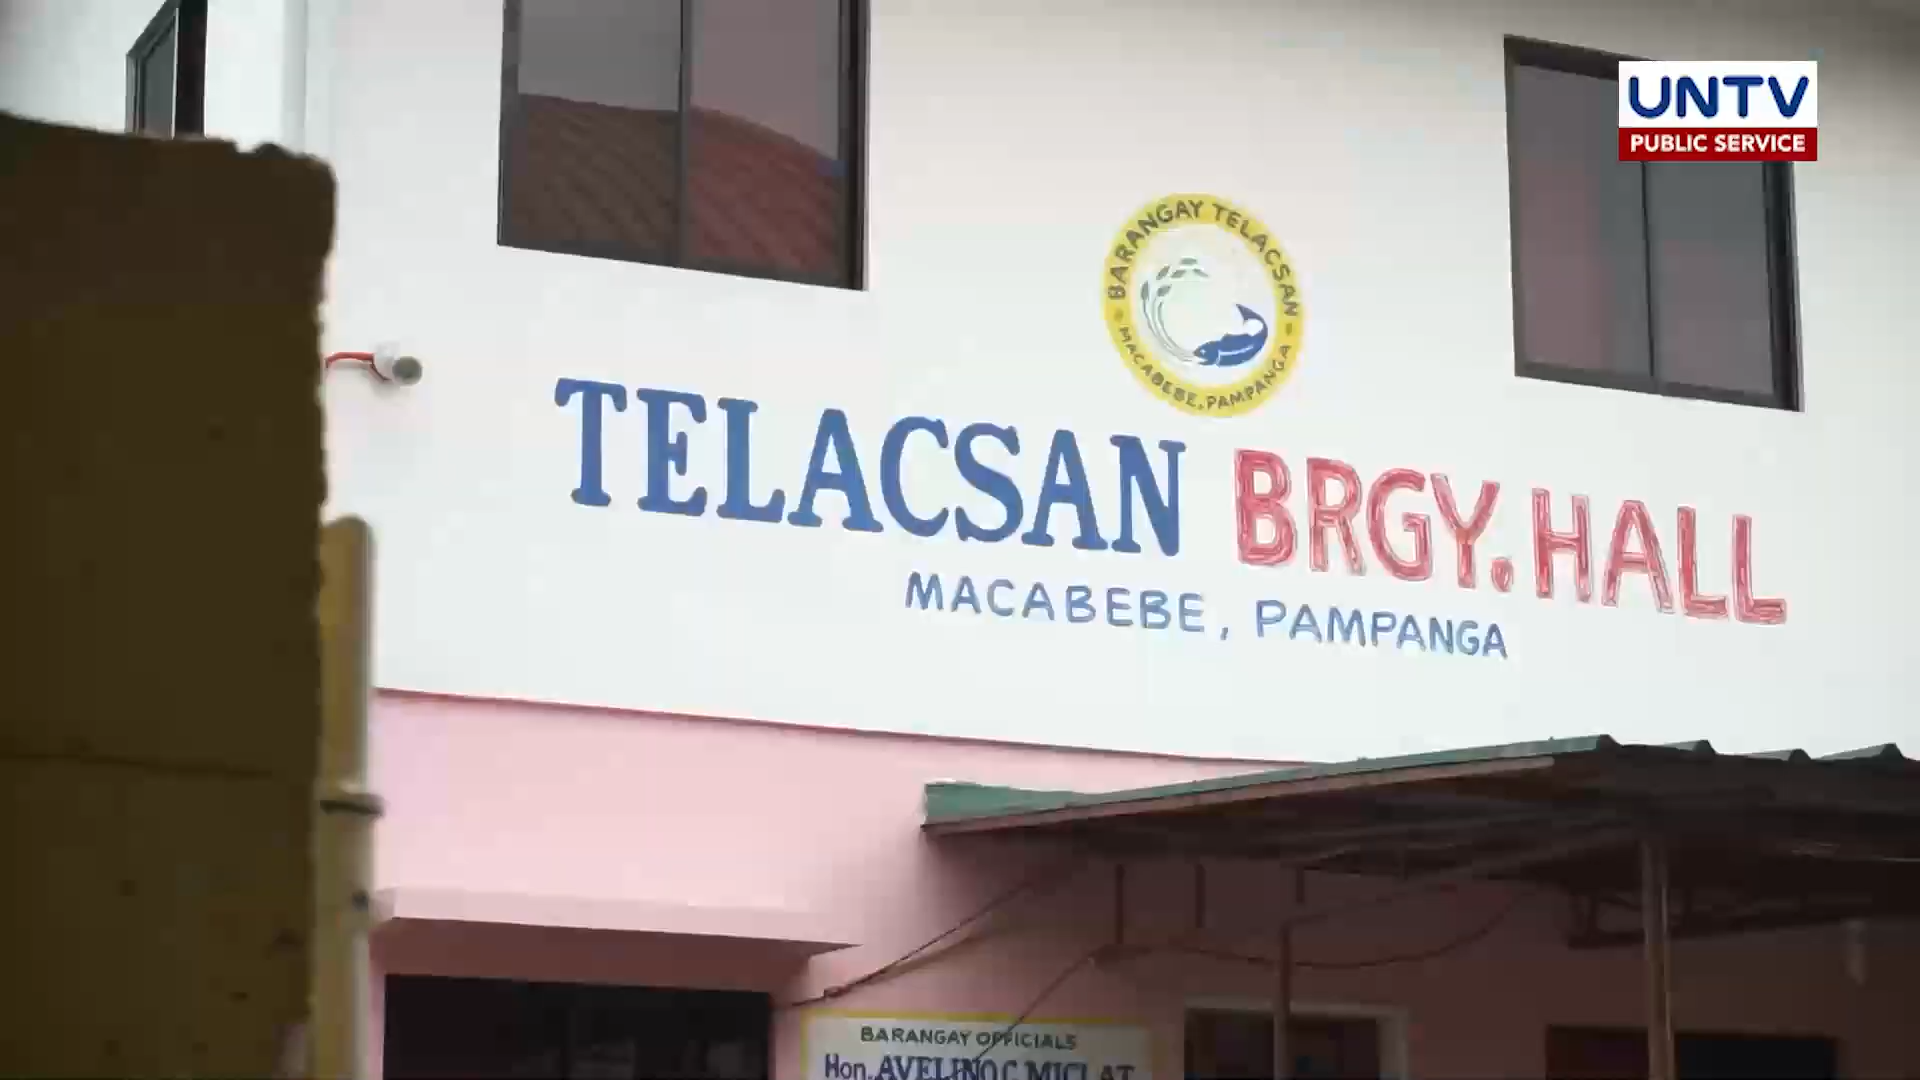 UNTV
PUBLIC SERVICE
BARANGAY TELACSAN
MACABEBE, PAMPANGA
TELACSAN BRGY. HALL
MACABEBE, PAMPANGA
BARANGAY OFFICIALS
Hon. AVELINO C. MICLAT